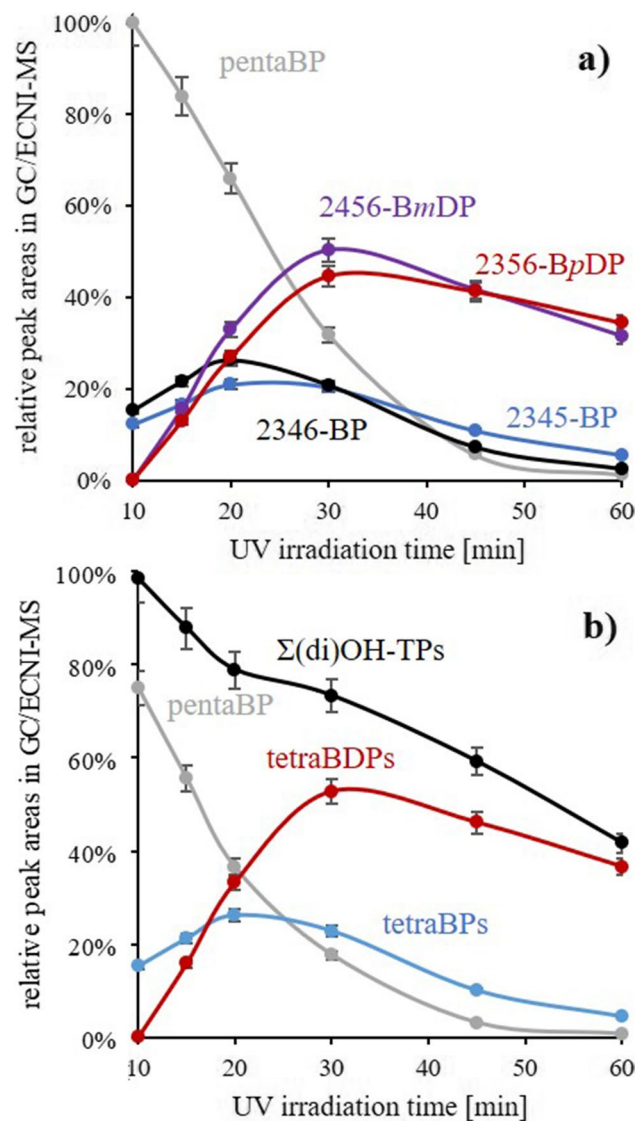 relative peak areas in GC/ECNI-MS
100%
80%
60%
40%
20%
0%
pentaBP
a)
2456-BmDP
2356-BpDP
2346-BP
2345-BP
10 20 30 40 50 60
UV irradiation time [min]
relative peak areas in GC/ECNI-MS
100%
80%
60%
40%
20%
0%
b)
Σ(di)OH-TPs
pentaBP
tetraBDPs
tetraBPs
10 20 30 40 50 60
UV irradiation time [min]